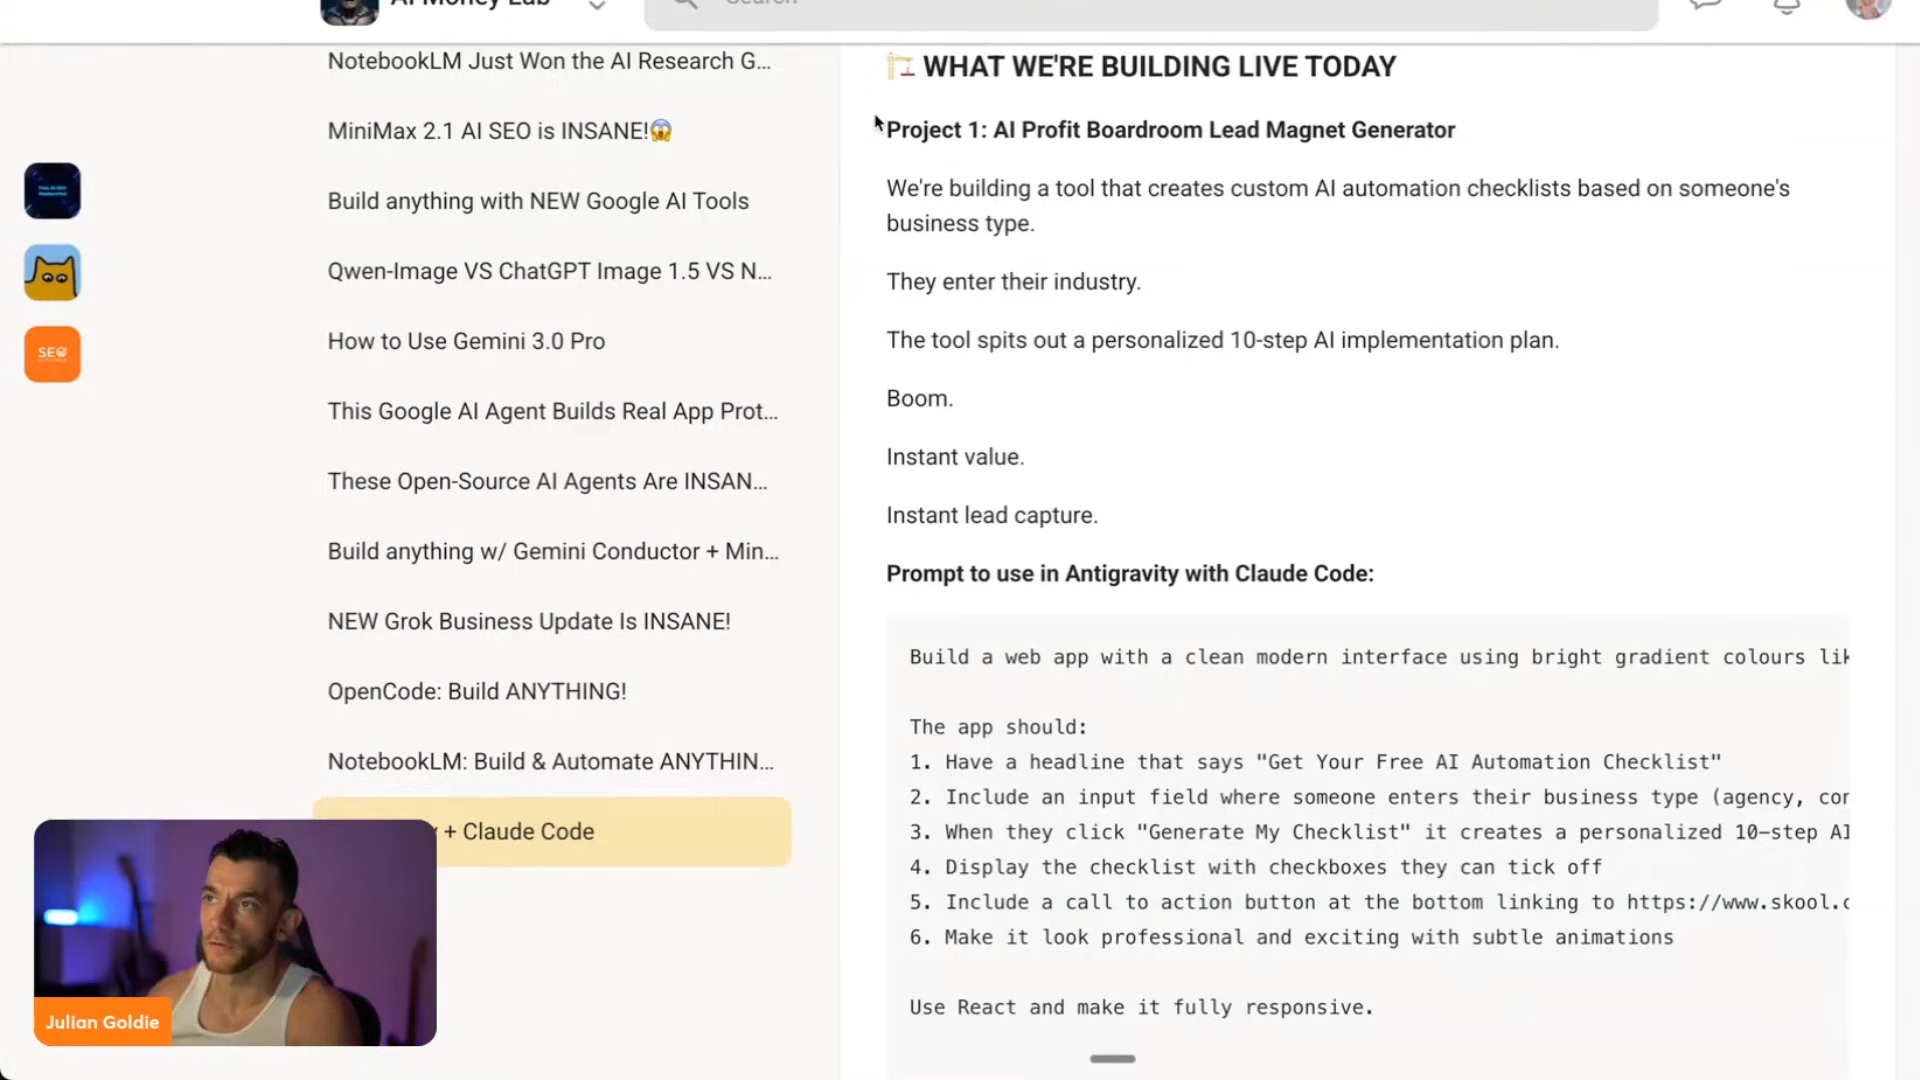 AI Money Lab
Search
NotebookLM Just Won the AI Research G...
MiniMax 2.1 AI SEO is INSANE!😱
Build anything with NEW Google AI Tools
Qwen-Image VS ChatGPT Image 1.5 VS N...
How to Use Gemini 3.0 Pro
This Google AI Agent Builds Real App Prot...
These Open-Source AI Agents Are INSAN...
Build anything w/ Gemini Conductor + Min...
NEW Grok Business Update Is INSANE!
OpenCode: Build ANYTHING!
NotebookLM: Build & Automate ANYTHIN...
+ Claude Code
SEO
Julian Goldie
🏗️ WHAT WE'RE BUILDING LIVE TODAY
Project 1: AI Profit Boardroom Lead Magnet Generator
We're building a tool that creates custom AI automation checklists based on someone's
business type.
They enter their industry.
The tool spits out a personalized 10-step AI implementation plan.
Boom.
Instant value.
Instant lead capture.
Prompt to use in Antigravity with Claude Code:
Build a web app with a clean modern interface using bright gradient colours lik
The app should:
1. Have a headline that says "Get Your Free AI Automation Checklist"
2. Include an input field where someone enters their business type (agency, con
3. When they click "Generate My Checklist" it creates a personalized 10-step AI
4. Display the checklist with checkboxes they can tick off
5. Include a call to action button at the bottom linking to https://www.skool.c
6. Make it look professional and exciting with subtle animations
Use React and make it fully responsive.